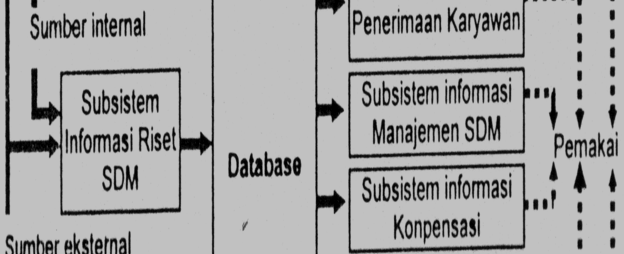 Sumber internal
Penerimaan Karyawan
Subsistem
Informasi Riset
SDM
Database
Subsistem informasi
Manajemen SDM
Pemakai
Subsistem informasi
Konpensasi
Sumber eksternal